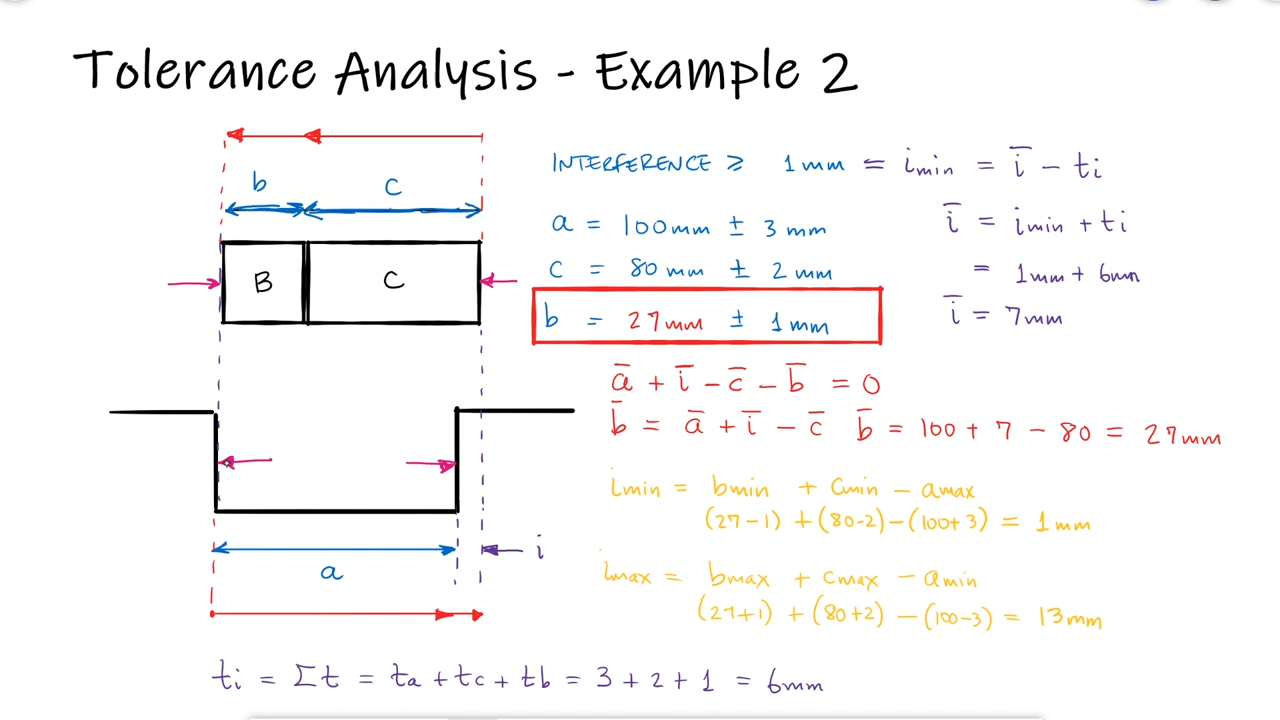 Tolerance Analysis - Example 2
b
c
B
C
a
i
INTERFERENCE ≥ 1mm = imin = i̅ - ti
a = 100mm ± 3mm
c = 80mm ± 2mm
b = 27mm ± 1mm
i̅ = imin + ti
= 1mm + 6mm
i̅ = 7mm
a̅ + i̅ - c̅ - b̅ = 0
b̅ = a̅ + i̅ - c̅ b̅ = 100 + 7 - 80 = 27mm
imin = bmin + cmin - amax
(27-1) + (80-2) - (100+3) = 1mm
imax = bmax + cmax - amin
(27+1) + (80+2) - (100-3) = 13mm
ti = Σt = ta + tc + tb = 3 + 2 + 1 = 6mm